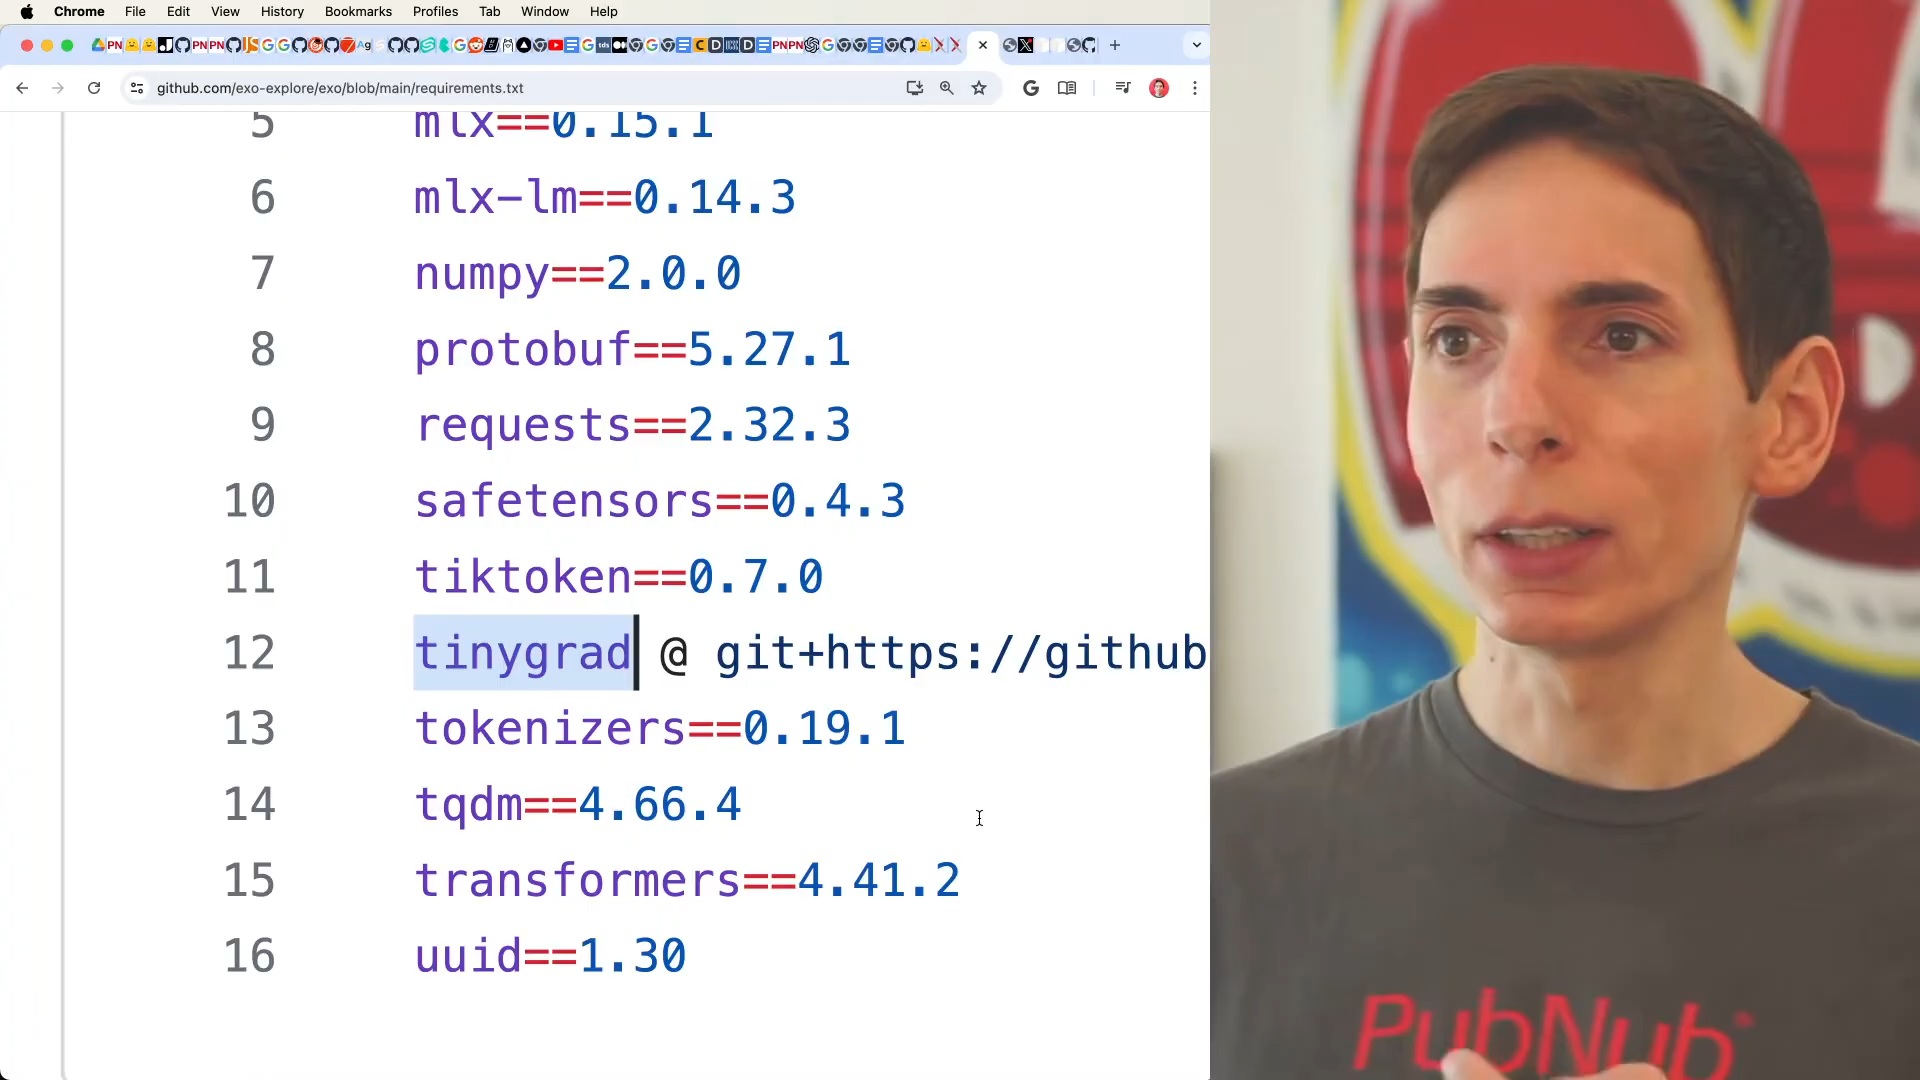 Chrome File Edit View History Bookmarks Profiles Tab Window Help
github.com/exo-explore/exo/blob/main/requirements.txt
5 mlx==0.15.1
6 mlx-lm==0.14.3
7 numpy==2.0.0
8 protobuf==5.27.1
9 requests==2.32.3
10 safetensors==0.4.3
11 tiktoken==0.7.0
12 tinygrad @ git+https://github
13 tokenizers==0.19.1
14 tqdm==4.66.4
15 transformers==4.41.2
16 uuid==1.30
PubNub